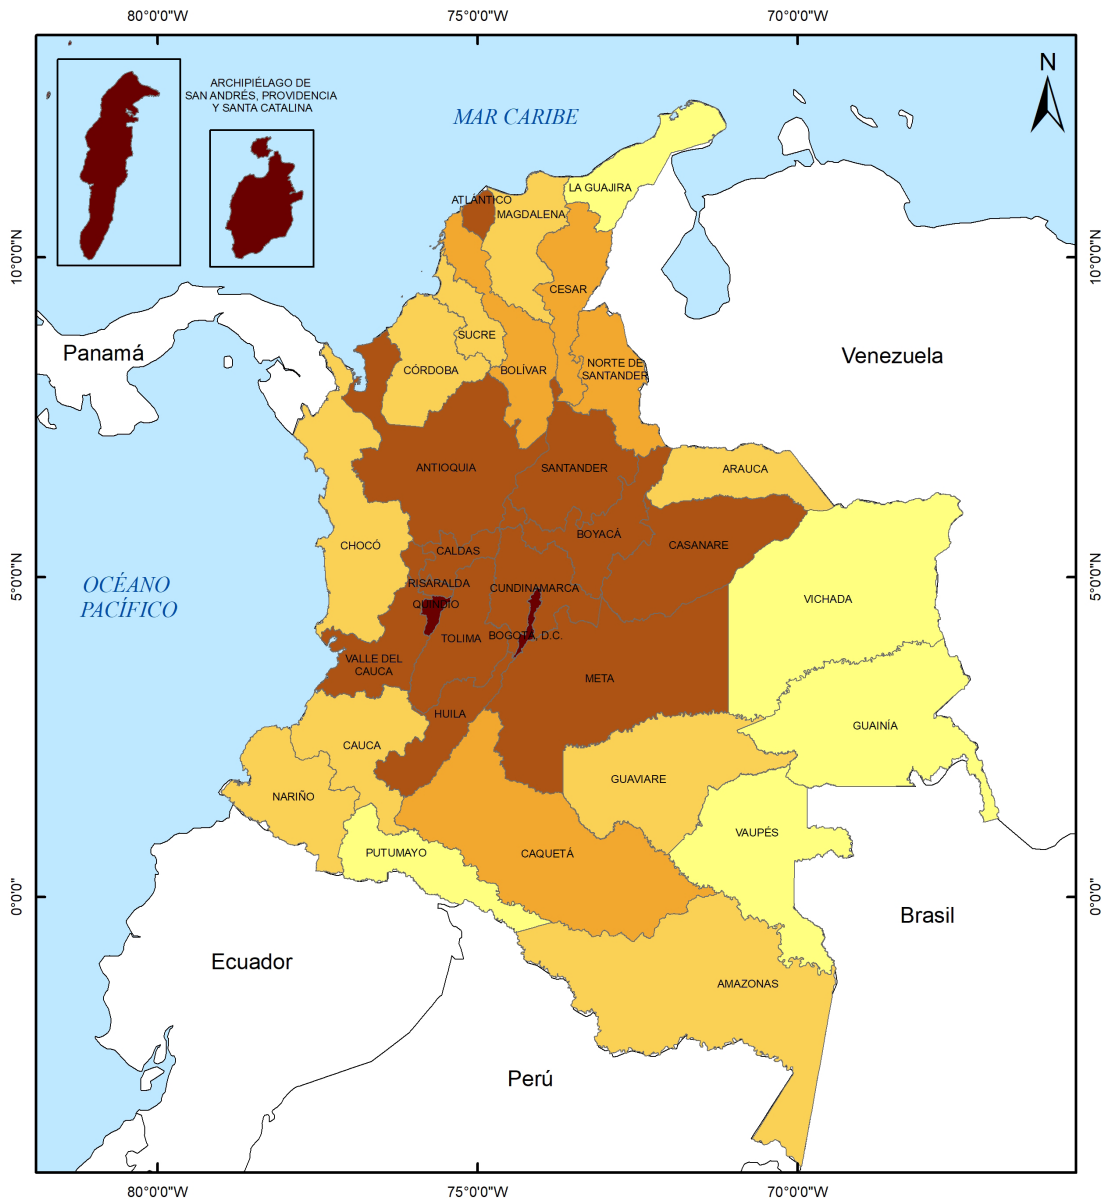 80°0'0"W
75°0'0"W
70°0'0"W
N
ARCHIPIÉLAGO DE
SAN ANDRÉS, PROVIDENCIA
Y SANTA CATALINA
MAR CARIBE
LA GUAJIRA
ATLÁNTICO
MAGDALENA
10°0'0"N
10°0'0"N
CESAR
SUCRE
Panamá
Venezuela
CÓRDOBA
BOLÍVAR
NORTE DE
SANTANDER
ANTIOQUIA
SANTANDER
ARAUCA
BOYACÁ
CHOCÓ
CASANARE
CALDAS
5°0'0"N
5°0'0"N
OCÉANO
PACÍFICO
RISARALDA
CUNDINAMARCA
QUINDÍO
VICHADA
TOLIMA
BOGOTÁ, D.C.
VALLE DEL
CAUCA
META
HUILA
GUAINÍA
CAUCA
GUAVIARE
NARIÑO
VAUPÉS
PUTUMAYO
CAQUETÁ
0°0'0"
0°0'0"
Brasil
Ecuador
AMAZONAS
Perú
80°0'0"W
75°0'0"W
70°0'0"W